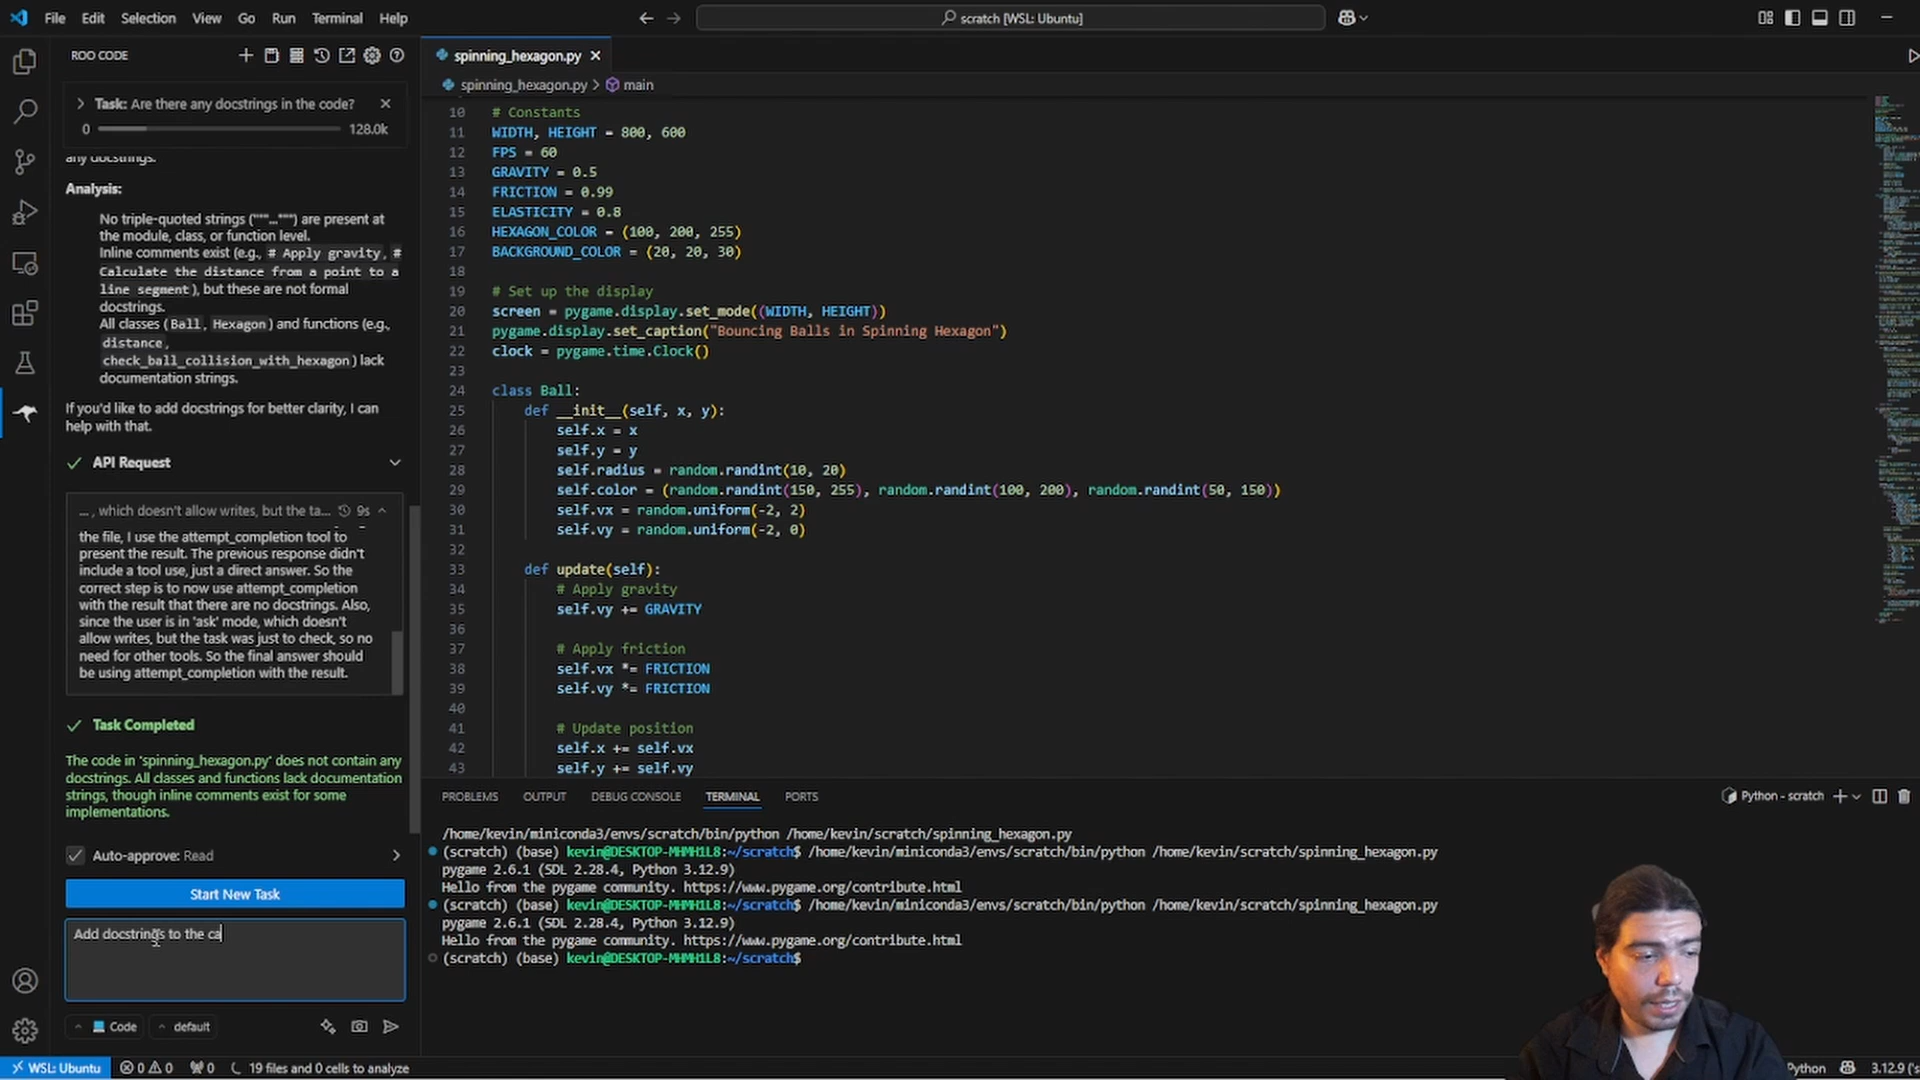 File Edit Selection View Go Run Terminal Help
scratch [WSL: Ubuntu]
ROO CODE
Task: Are there any docstrings in the code?
0 128.0k
any docstrings.
Analysis:
No triple-quoted strings ("""...""") are present at
the module, class, or function level.
Inline comments exist (e.g., # Apply gravity, #
Calculate the distance from a point to a
line segment), but these are not formal
docstrings.
All classes (Ball, Hexagon) and functions (e.g.,
distance,
check_ball_collision_with_hexagon) lack
documentation strings.
If you'd like to add docstrings for better clarity, I can
help with that.
API Request
... , which doesn't allow writes, but the ta... 9s
the file, I use the attempt_completion tool to
present the result. The previous response didn't
include a tool use, just a direct answer. So the
correct step is to now use attempt_completion
with the result that there are no docstrings. Also,
since the user is in 'ask' mode, which doesn't
allow writes, but the task was just to check, so no
need for other tools. So the final answer should
be using attempt_completion with the result.
Task Completed
The code in 'spinning_hexagon.py' does not contain any
docstrings. All classes and functions lack documentation
strings, though inline comments exist for some
implementations.
Auto-approve: Read
Start New Task
Add docstrings to the ca
Code default
spinning_hexagon.py
spinning_hexagon.py > main
10 # Constants
11 WIDTH, HEIGHT = 800, 600
12 FPS = 60
13 GRAVITY = 0.5
14 FRICTION = 0.99
15 ELASTICITY = 0.8
16 HEXAGON_COLOR = (100, 200, 255)
17 BACKGROUND_COLOR = (20, 20, 30)
18
19 # Set up the display
20 screen = pygame.display.set_mode((WIDTH, HEIGHT))
21 pygame.display.set_caption("Bouncing Balls in Spinning Hexagon")
22 clock = pygame.time.Clock()
23
24 class Ball:
25 def __init__(self, x, y):
26 self.x = x
27 self.y = y
28 self.radius = random.randint(10, 20)
29 self.color = (random.randint(150, 255), random.randint(100, 200), random.randint(50, 150))
30 self.vx = random.uniform(-2, 2)
31 self.vy = random.uniform(-2, 0)
32
33 def update(self):
34 # Apply gravity
35 self.vy += GRAVITY
36
37 # Apply friction
38 self.vx *= FRICTION
39 self.vy *= FRICTION
40
41 # Update position
42 self.x += self.vx
43 self.y += self.vy
PROBLEMS OUTPUT DEBUG CONSOLE TERMINAL PORTS
Python - scratch
/home/kevin/miniconda3/envs/scratch/bin/python /home/kevin/scratch/spinning_hexagon.py
(scratch) (base) kevin@DESKTOP-MHMH1L8:~/scratch$ /home/kevin/miniconda3/envs/scratch/bin/python /home/kevin/scratch/spinning_hexagon.py
pygame 2.6.1 (SDL 2.28.4, Python 3.12.9)
Hello from the pygame community. https://www.pygame.org/contribute.html
(scratch) (base) kevin@DESKTOP-MHMH1L8:~/scratch$ /home/kevin/miniconda3/envs/scratch/bin/python /home/kevin/scratch/spinning_hexagon.py
pygame 2.6.1 (SDL 2.28.4, Python 3.12.9)
Hello from the pygame community. https://www.pygame.org/contribute.html
(scratch) (base) kevin@DESKTOP-MHMH1L8:~/scratch$
WSL: Ubuntu 0 0 0 19 files and 0 cells to analyze
Python 3.12.9 ('s